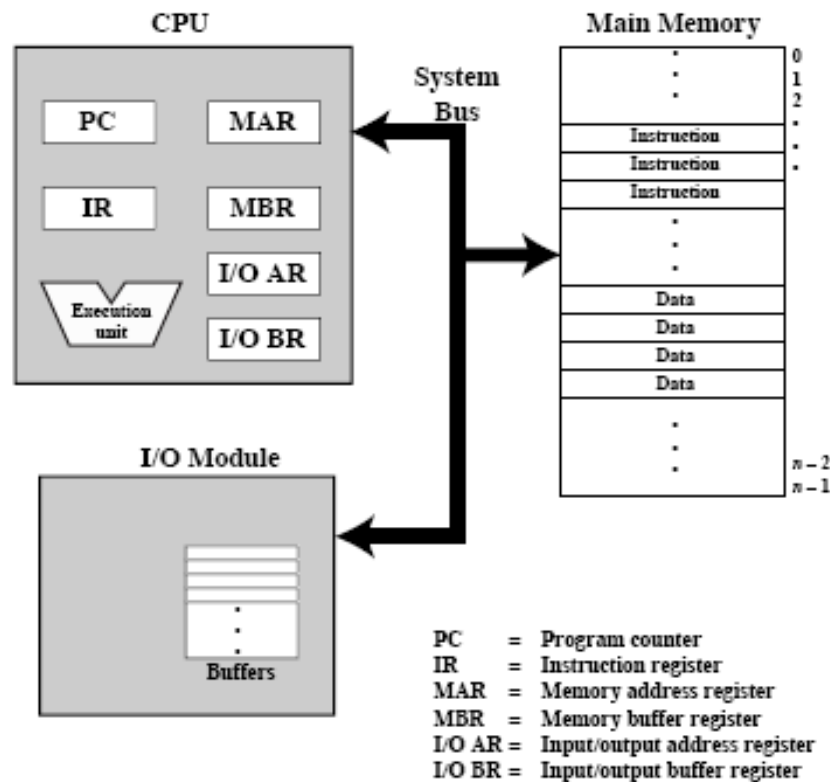 CPU
PC
MAR
IR
MBR
I/O AR
I/O BR
Execution
unit
System
Bus
Main Memory
0
1
2
Instruction
Instruction
Instruction
Data
Data
Data
Data
n – 2
n – 1
I/O Module
Buffers
PC = Program counter
IR = Instruction register
MAR = Memory address register
MBR = Memory buffer register
I/O AR = Input/output address register
I/O BR = Input/output buffer register